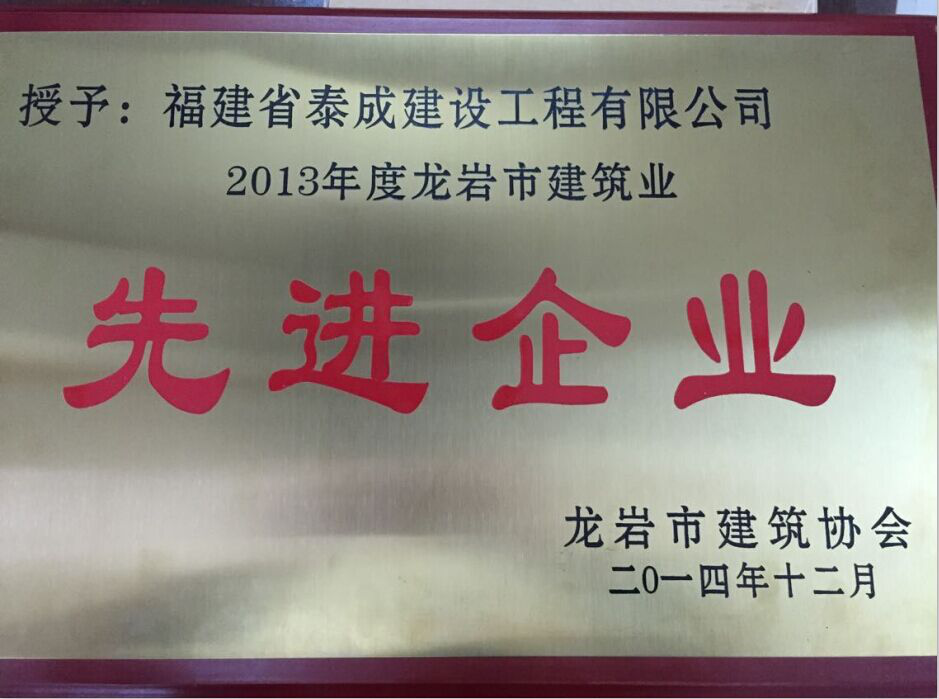 授予：福建省泰成建设工程有限公司
2013年度龙岩市建筑业
先进企业
龙岩市建筑协会
二0一四年十二月